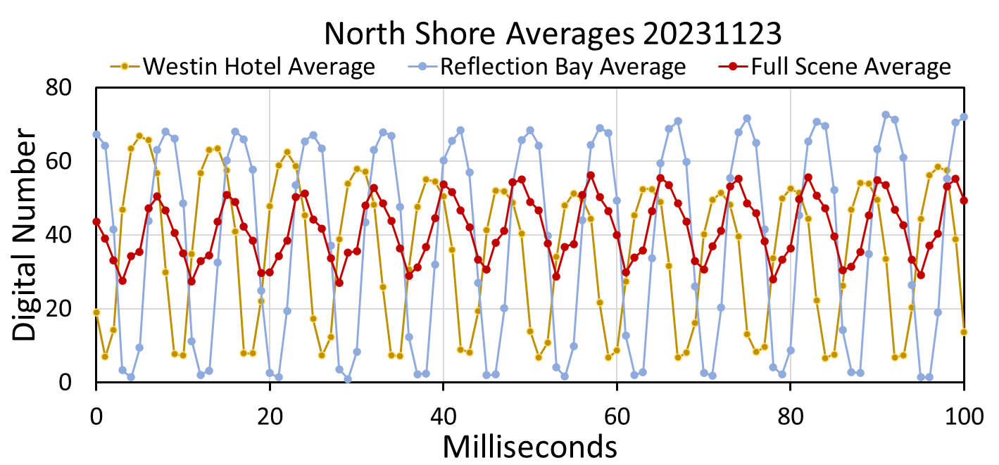 North Shore Averages 20231123
Westin Hotel Average Reflection Bay Average Full Scene Average
80
60
40
20
0
Digital Number
0 20 40 60 80 100
Milliseconds